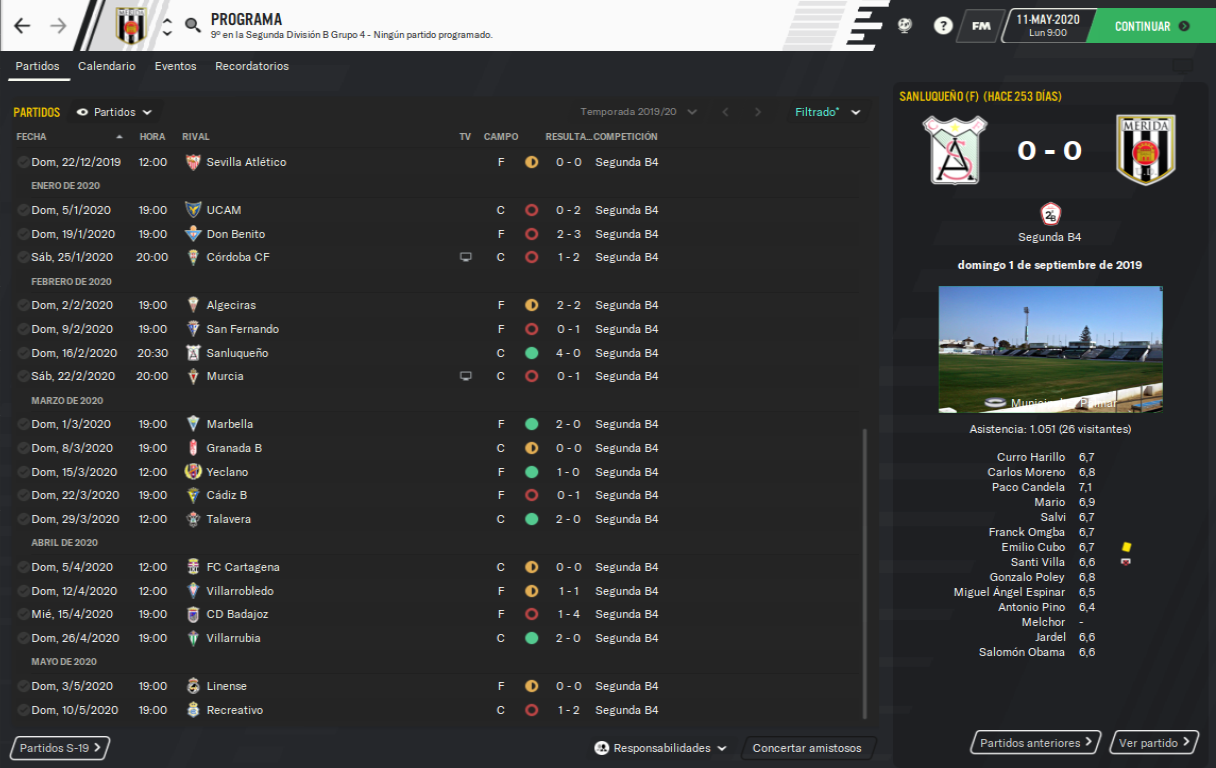 PROGRAMA
9º en la Segunda División B Grupo 4 - Ningún partido programado.
FM
11-MAY-2020
Lun 9:00
CONTINUAR
Partidos Calendario Eventos Recordatorios
PARTIDOS Partidos Temporada 2019/20 Filtrado*
FECHA HORA RIVAL TV CAMPO RESULTA... COMPETICIÓN
Dom, 22/12/2019 12:00 Sevilla Atlético F 0 - 0 Segunda B4
ENERO DE 2020
Dom, 5/1/2020 19:00 UCAM C 0 - 2 Segunda B4
Dom, 19/1/2020 19:00 Don Benito F 2 - 3 Segunda B4
Sáb, 25/1/2020 20:00 Córdoba CF C 1 - 2 Segunda B4
FEBRERO DE 2020
Dom, 2/2/2020 19:00 Algeciras F 2 - 2 Segunda B4
Dom, 9/2/2020 19:00 San Fernando F 0 - 1 Segunda B4
Dom, 16/2/2020 20:30 Sanluqueño C 4 - 0 Segunda B4
Sáb, 22/2/2020 20:00 Murcia C 0 - 1 Segunda B4
MARZO DE 2020
Dom, 1/3/2020 19:00 Marbella F 2 - 0 Segunda B4
Dom, 8/3/2020 19:00 Granada B C 0 - 0 Segunda B4
Dom, 15/3/2020 12:00 Yeclano F 1 - 0 Segunda B4
Dom, 22/3/2020 19:00 Cádiz B F 0 - 1 Segunda B4
Dom, 29/3/2020 12:00 Talavera C 2 - 0 Segunda B4
ABRIL DE 2020
Dom, 5/4/2020 12:00 FC Cartagena C 0 - 0 Segunda B4
Dom, 12/4/2020 12:00 Villarrobledo F 1 - 1 Segunda B4
Mié, 15/4/2020 19:00 CD Badajoz F 1 - 4 Segunda B4
Dom, 26/4/2020 19:00 Villarrubia C 2 - 0 Segunda B4
MAYO DE 2020
Dom, 3/5/2020 19:00 Linense F 0 - 0 Segunda B4
Dom, 10/5/2020 19:00 Recreativo C 1 - 2 Segunda B4
Partidos S-19 Responsabilidades Concertar amistosos
SANLUQUEÑO (F) (HACE 253 DÍAS)
0 - 0
MERIDA
Segunda B4
domingo 1 de septiembre de 2019
Asistencia: 1.051 (26 visitantes)
Curro Harillo 6,7
Carlos Moreno 6,8
Paco Candela 7,1
Mario 6,9
Salvi 6,7
Franck Omgba 6,7
Emilio Cubo 6,7
Santi Villa 6,6
Gonzalo Poley 6,8
Miguel Ángel Espinar 6,5
Antonio Pino 6,4
Melchor -
Jardel 6,6
Salomón Obama 6,6
Partidos anteriores Ver partido